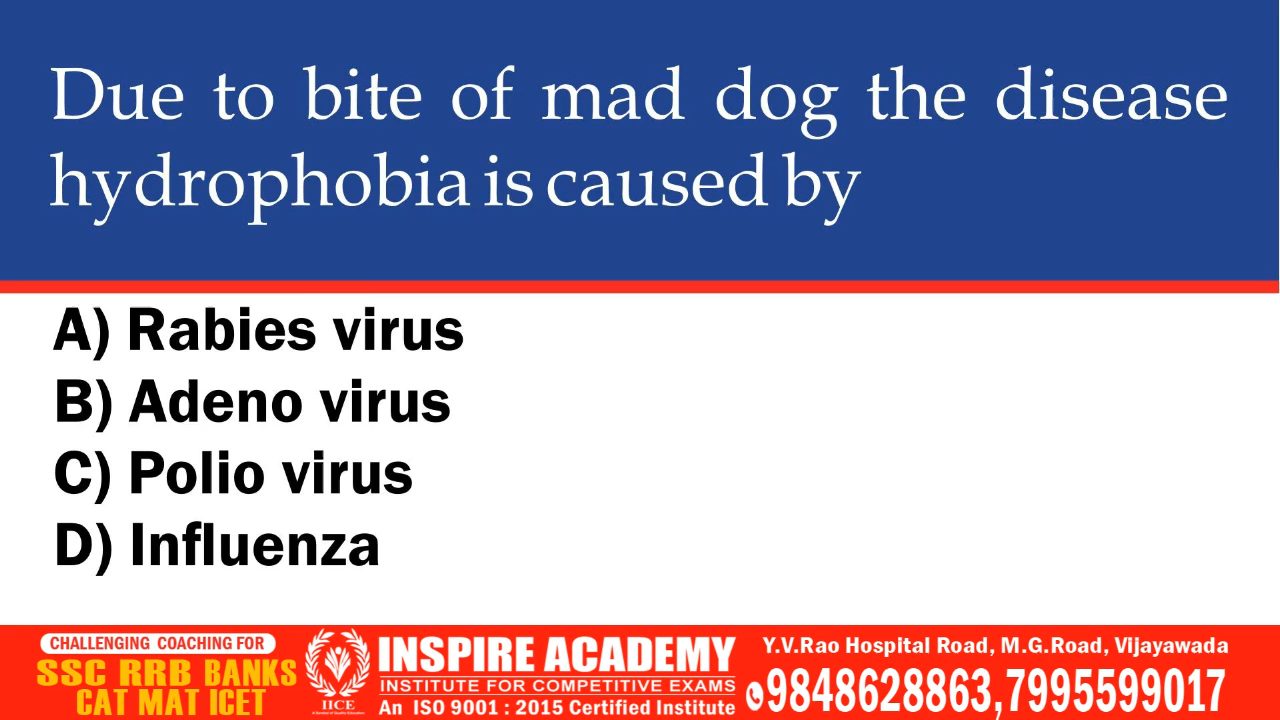 Due to bite of mad dog the disease
hydrophobia is caused by
A) Rabies virus
B) Adeno virus
C) Polio virus
D) Influenza
CHALLENGING COACHING FOR
SSC RRB BANKS
CAT MAT ICET
IICE
INSPIRE ACADEMY
INSTITUTE FOR COMPETITIVE EXAMS
An ISO 9001 : 2015 Certified Institute
Y.V.Rao Hospital Road, M.G.Road, Vijayawada
9848628863,7995599017